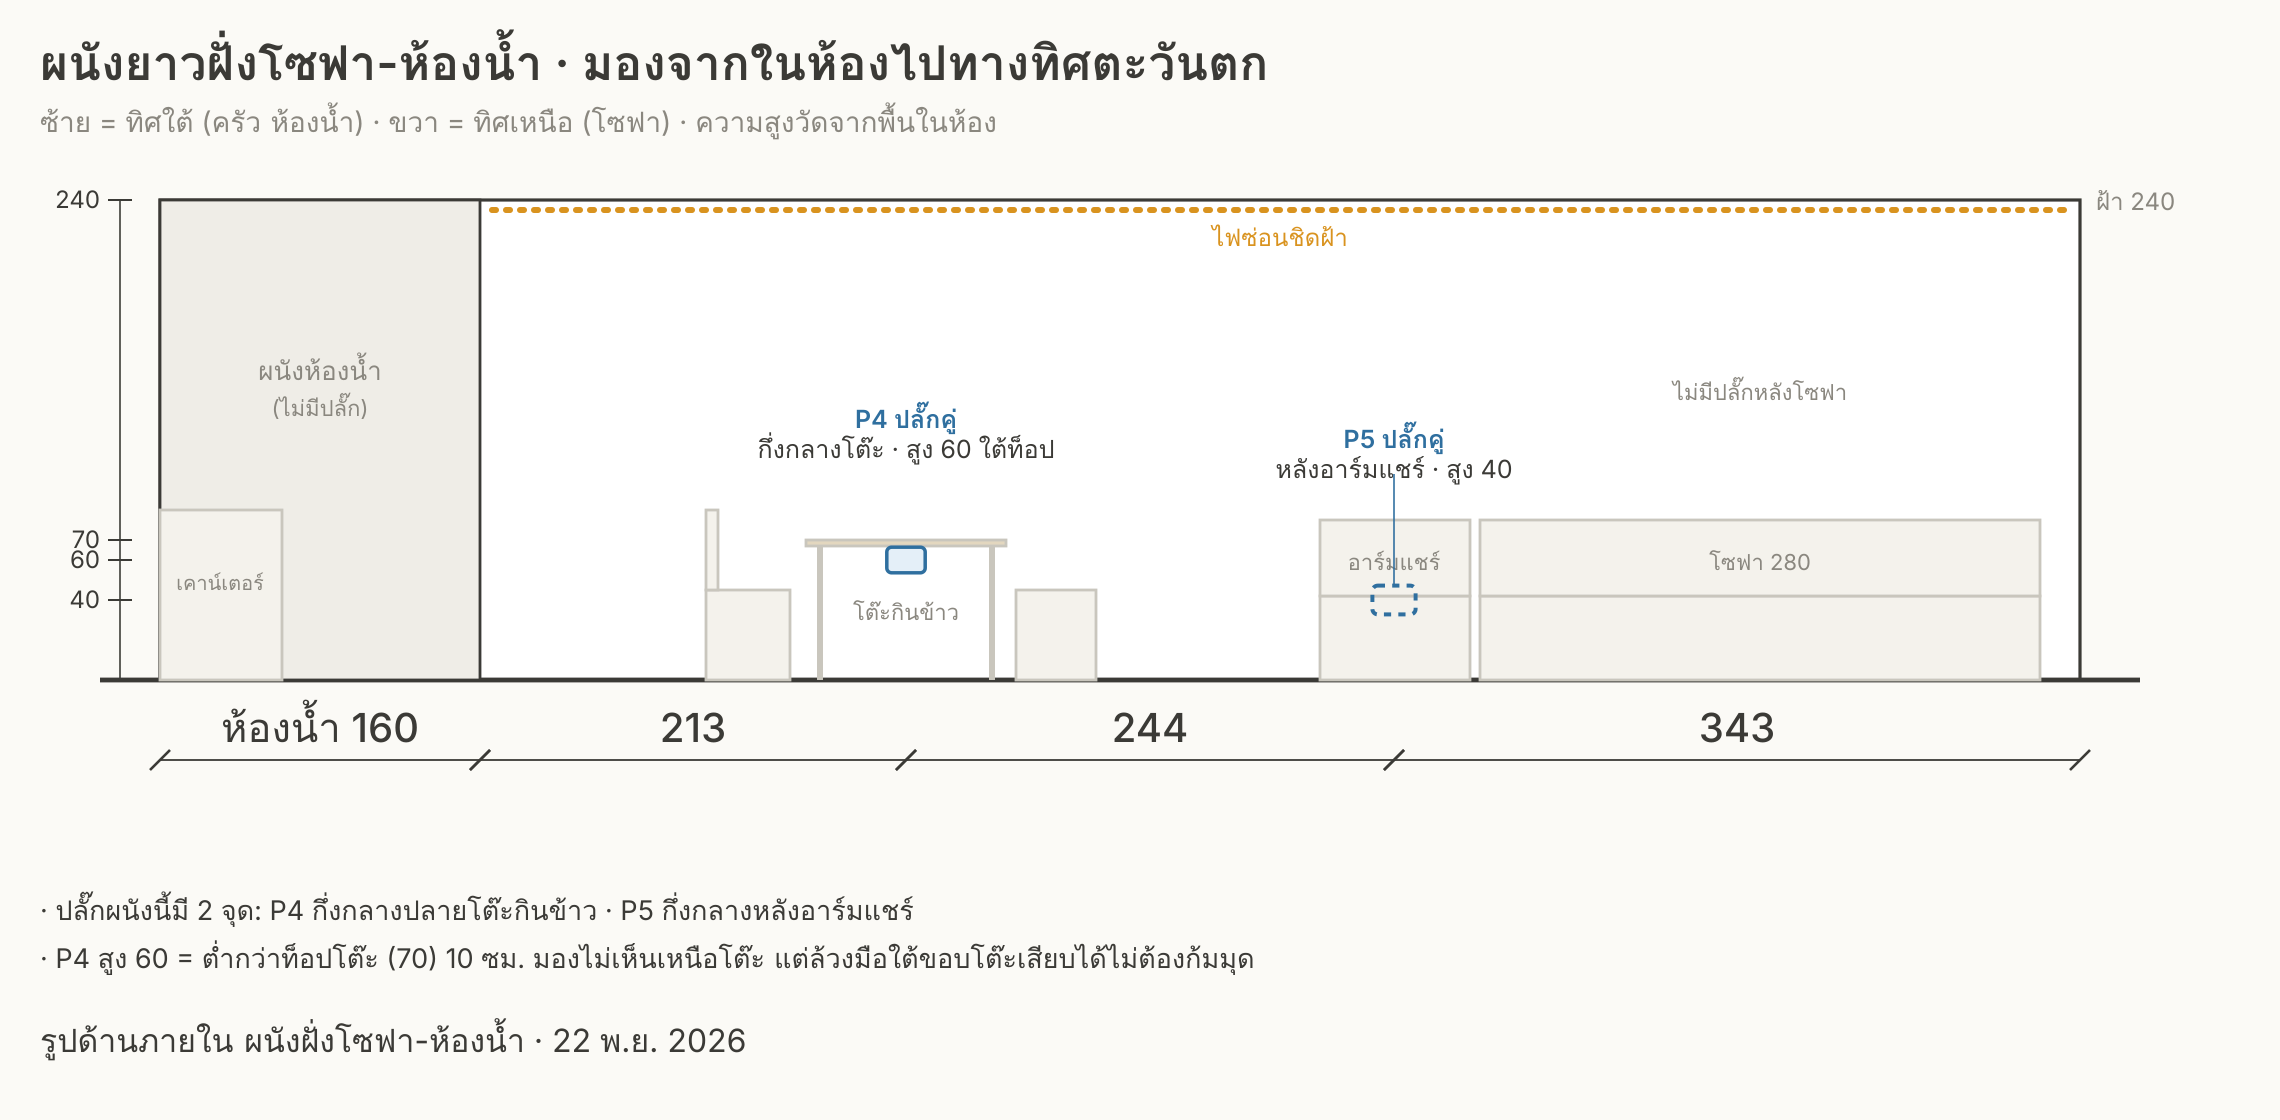 ผนังยาวฝั่งโซฟา-ห้องน้ำ · มองจากในห้องไปทางทิศตะวันตก
ซ้าย = ทิศใต้ (ครัว ห้องน้ำ) · ขวา = ทิศเหนือ (โซฟา) · ความสูงวัดจากพื้นในห้อง
240
ฝ้า 240
ไฟซ่อนชิดฝ้า
ผนังห้องน้ำ
(ไม่มีปลั๊ก)
ไม่มีปลั๊กหลังโซฟา
P4 ปลั๊กคู่
กึ่งกลางโต๊ะ · สูง 60 ใต้ท็อป
P5 ปลั๊กคู่
หลังอาร์มแชร์ · สูง 40
70
60
40
เคาน์เตอร์
โต๊ะกินข้าว
อาร์มแชร์
โซฟา 280
ห้องน้ำ 160
213
244
343
· ปลั๊กผนังนี้มี 2 จุด: P4 กึ่งกลางปลายโต๊ะกินข้าว · P5 กึ่งกลางหลังอาร์มแชร์
· P4 สูง 60 = ต่ำกว่าท็อปโต๊ะ (70) 10 ซม. มองไม่เห็นเหนือโต๊ะ แต่ล้วงมือใต้ขอบโต๊ะเสียบได้ไม่ต้องก้มมุด
รูปด้านภายใน ผนังฝั่งโซฟา-ห้องน้ำ · 22 พ.ย. 2026